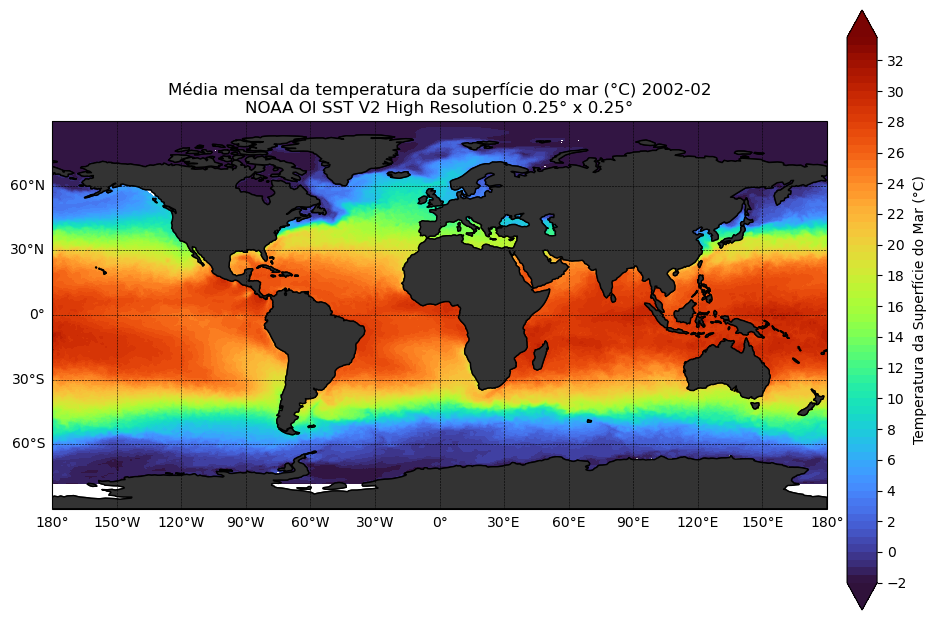 Média mensal da temperatura da superfície do mar (°C) 2002-02
NOAA OI SST V2 High Resolution 0.25° x 0.25°
60°N
30°N
0°
30°S
60°S
180° 150°W 120°W 90°W 60°W 30°W 0° 30°E 60°E 90°E 120°E 150°E 180°
32
30
28
26
24
22
20
18
16
14
12
10
8
6
4
2
0
−2
Temperatura da Superfície do Mar (°C)